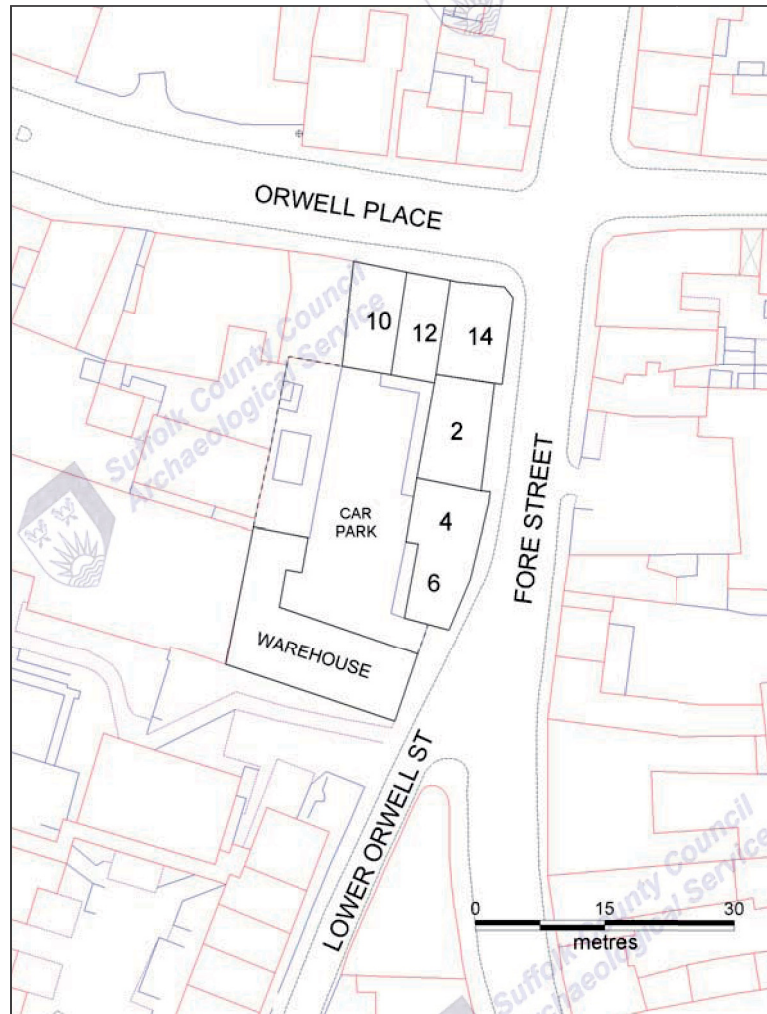 ORWELL PLACE
10
12
14
2
4
6
CAR
PARK
WAREHOUSE
FORE STREET
LOWER ORWELL ST
0 15 30
metres
Suffolk County Council
Archaeological Service
Suffolk County Council
Archaeological Service